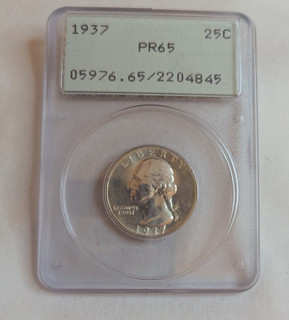 1937 25C
PR65
05976.65/2204845
LIBERTY
IN GOD WE
TRUST
1937